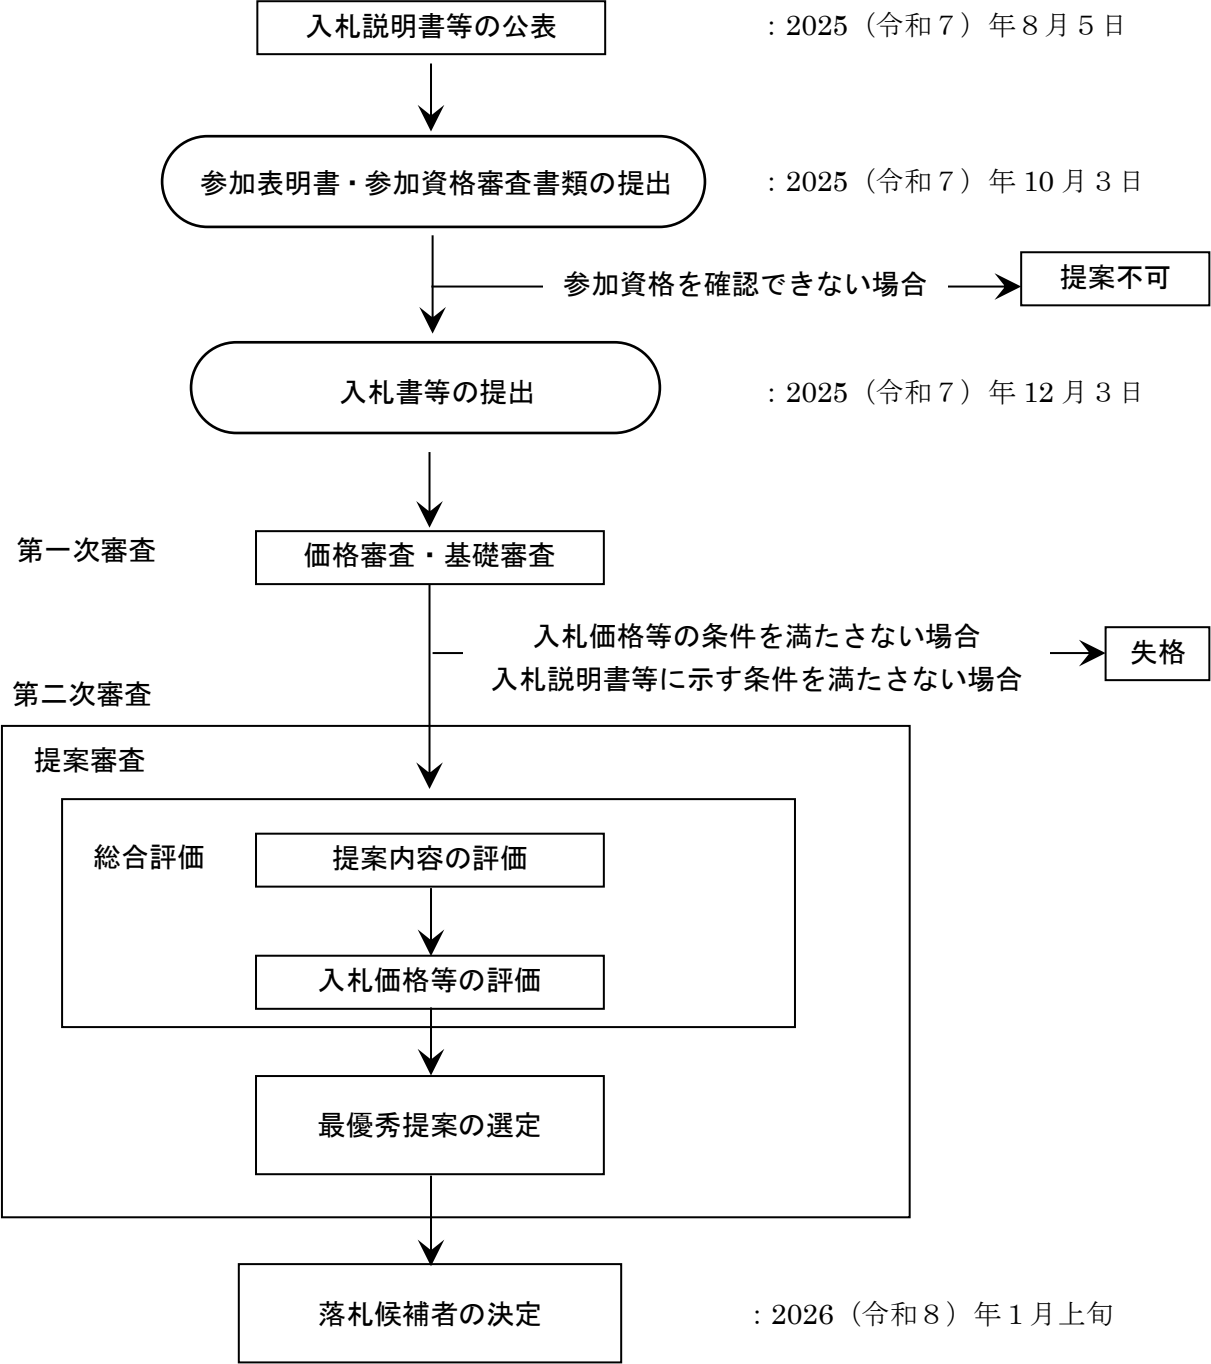 入札説明書等の公表
：2025（令和７）年８月５日
参加表明書・参加資格審査書類の提出
：2025（令和７）年 10 月３日
参加資格を確認できない場合
提案不可
入札書等の提出
：2025（令和７）年 12 月３日
第一次審査
価格審査・基礎審査
入札価格等の条件を満たさない場合
入札説明書等に示す条件を満たさない場合
失格
第二次審査
提案審査
総合評価
提案内容の評価
入札価格等の評価
最優秀提案の選定
落札候補者の決定
：2026（令和８）年１月上旬